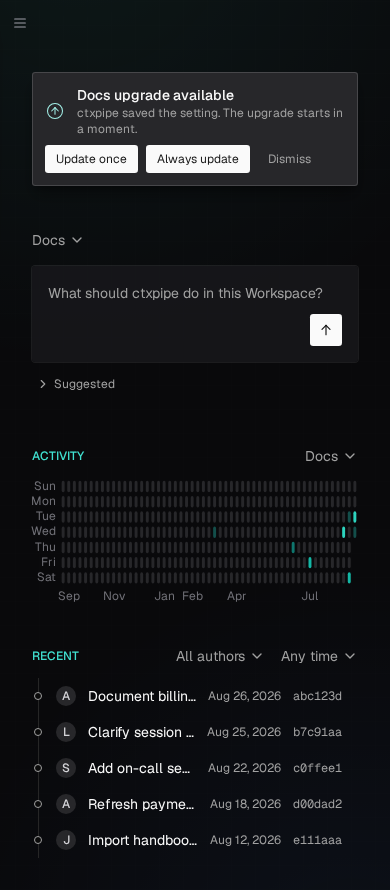 Docs upgrade available
ctxpipe saved the setting. The upgrade starts in
a moment.
Update once Always update Dismiss
Docs
What should ctxpipe do in this Workspace?
Suggested
ACTIVITY Docs
Sun
Mon
Tue
Wed
Thu
Fri
Sat
Sep Nov Jan Feb Apr Jul
RECENT All authors Any time
A Document billin... Aug 26, 2026 abc123d
L Clarify session ... Aug 25, 2026 b7c91aa
S Add on-call se... Aug 22, 2026 c0ffee1
A Refresh payme... Aug 18, 2026 d00dad2
J Import handboo... Aug 12, 2026 e111aaa